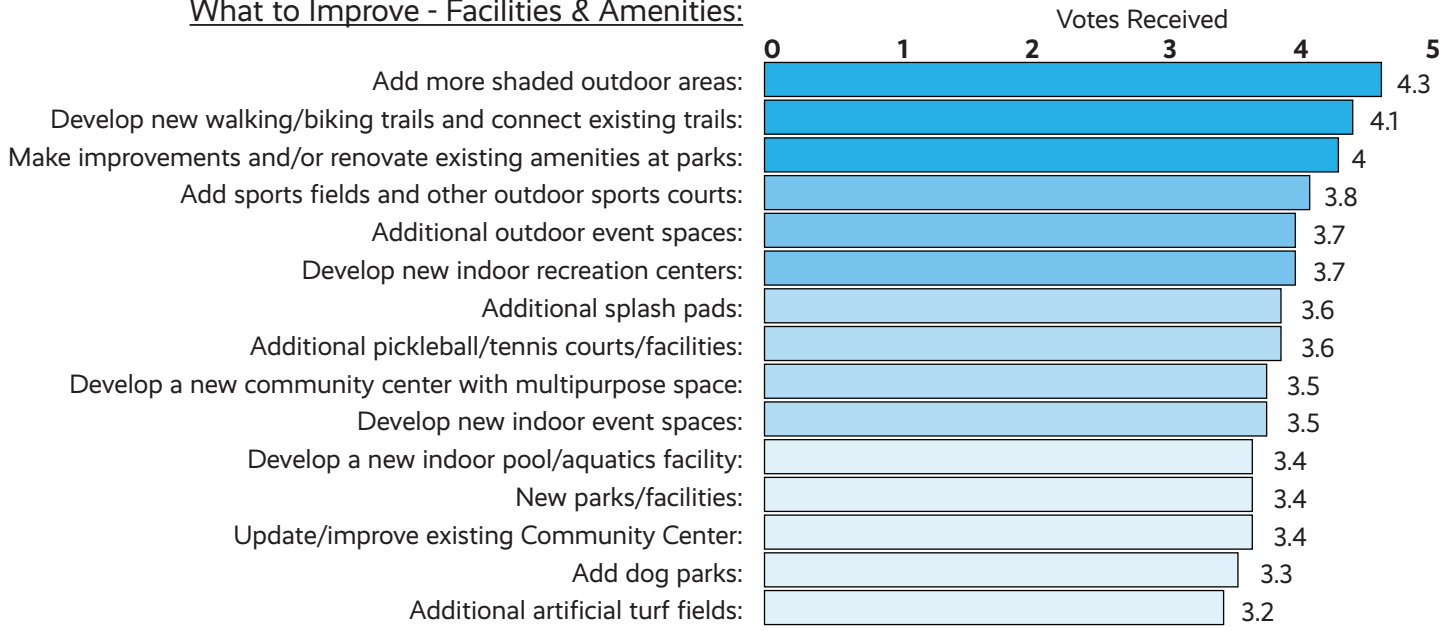 What to Improve - Facilities & Amenities:
Votes Received
0 1 2 3 4 5
Add more shaded outdoor areas: 4.3
Develop new walking/biking trails and connect existing trails: 4.1
Make improvements and/or renovate existing amenities at parks: 4
Add sports fields and other outdoor sports courts: 3.8
Additional outdoor event spaces: 3.7
Develop new indoor recreation centers: 3.7
Additional splash pads: 3.6
Additional pickleball/tennis courts/facilities: 3.6
Develop a new community center with multipurpose space: 3.5
Develop new indoor event spaces: 3.5
Develop a new indoor pool/aquatics facility: 3.4
New parks/facilities: 3.4
Update/improve existing Community Center: 3.4
Add dog parks: 3.3
Additional artificial turf fields: 3.2